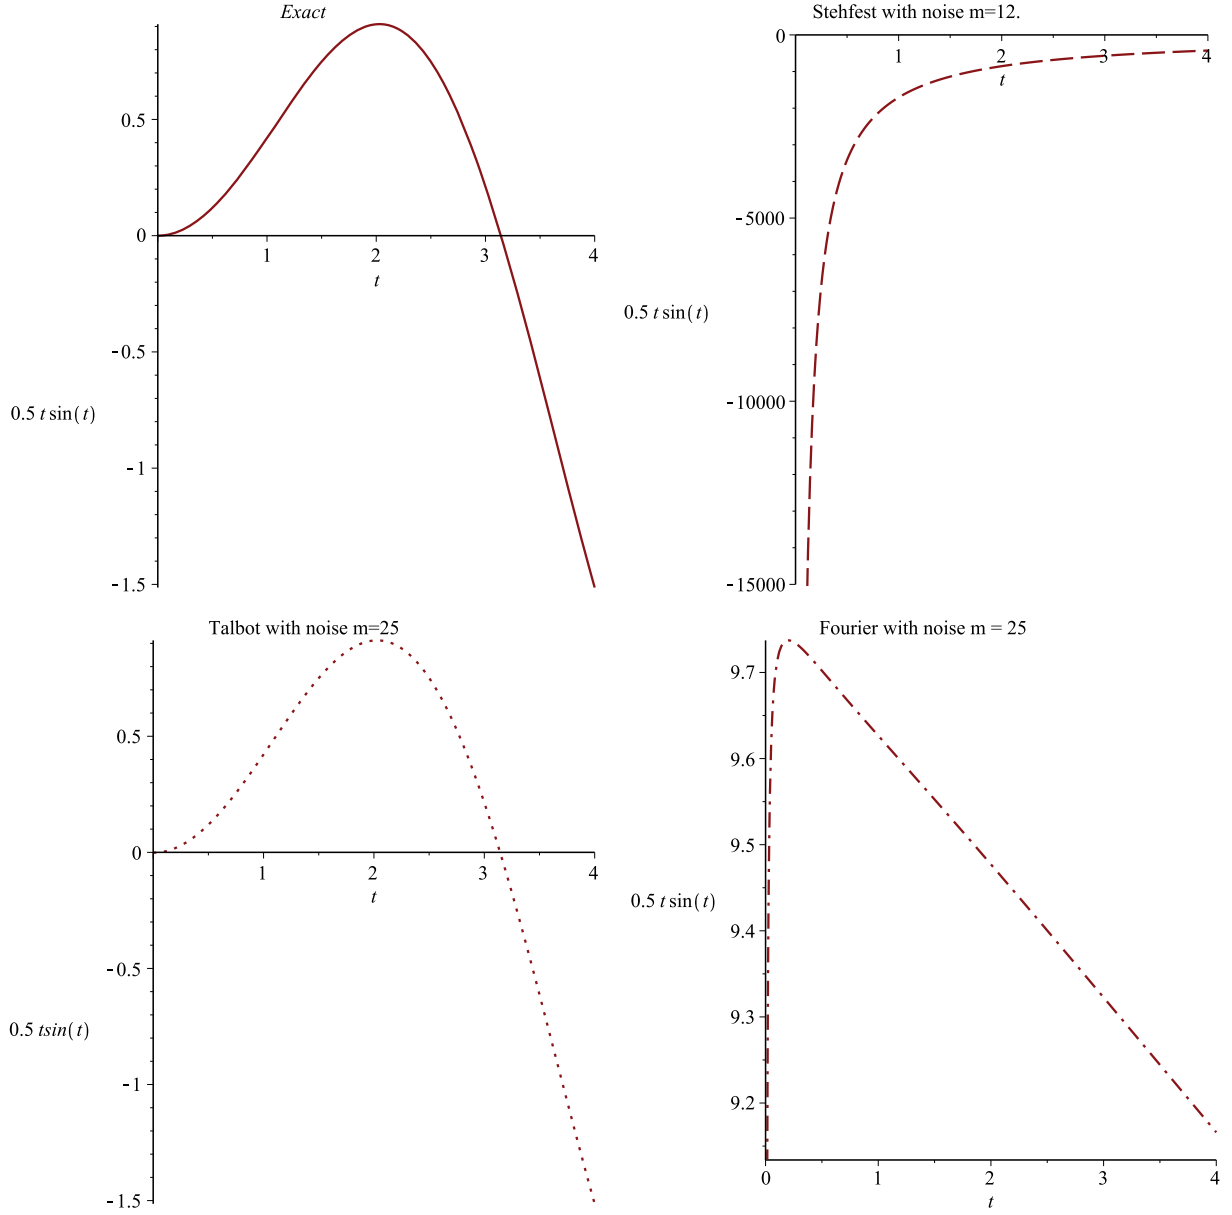 Exact
0.5
0
1 2 3 4
t
-0.5
0.5 t sin(t)
-1
-1.5
Stehfest with noise m=12.
0
1 2 3 4
t
-5000
0.5 t sin(t)
-10000
-15000
Talbot with noise m=25
0.5
0
1 2 3 4
t
-0.5
0.5 tsin(t)
-1
-1.5
Fourier with noise m = 25
9.7
9.6
9.5
0.5 t sin(t)
9.4
9.3
9.2
0 1 2 3 4
t